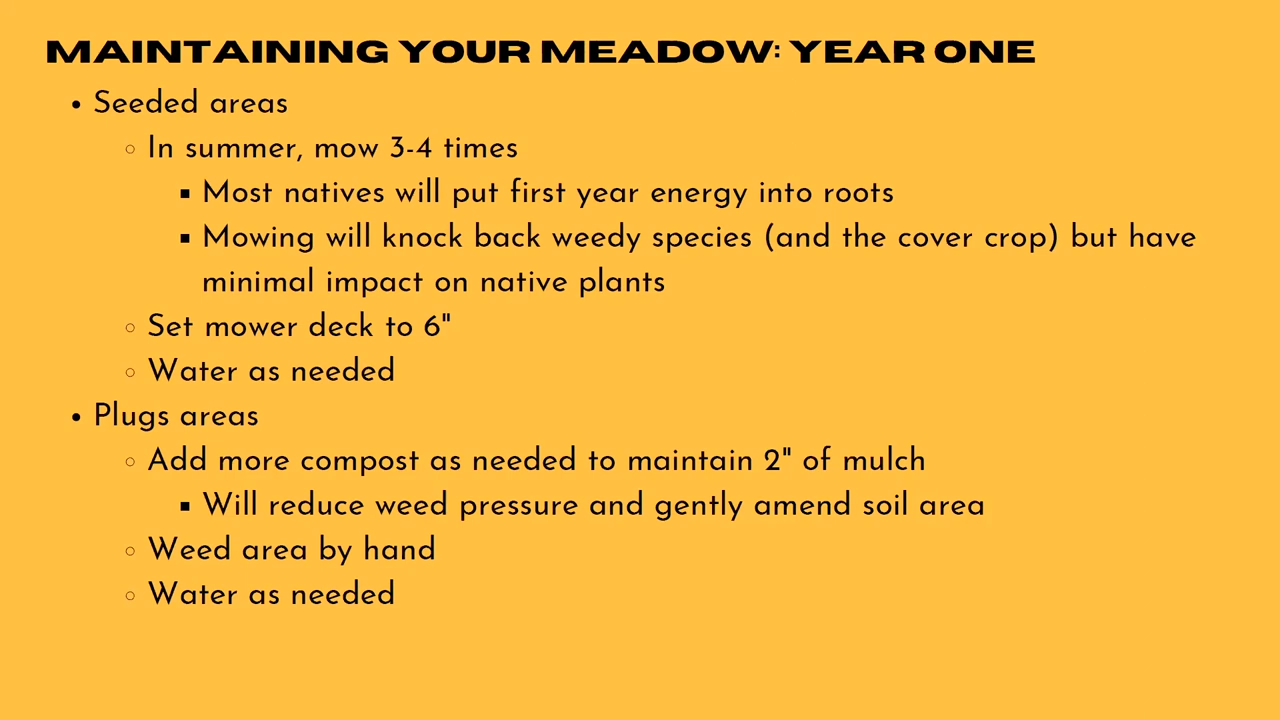 MAINTAINING YOUR MEADOW: YEAR ONE
• Seeded areas
○ In summer, mow 3-4 times
▪ Most natives will put first year energy into roots
▪ Mowing will knock back weedy species (and the cover crop) but have
minimal impact on native plants
○ Set mower deck to 6"
○ Water as needed
• Plugs areas
○ Add more compost as needed to maintain 2" of mulch
▪ Will reduce weed pressure and gently amend soil area
○ Weed area by hand
○ Water as needed